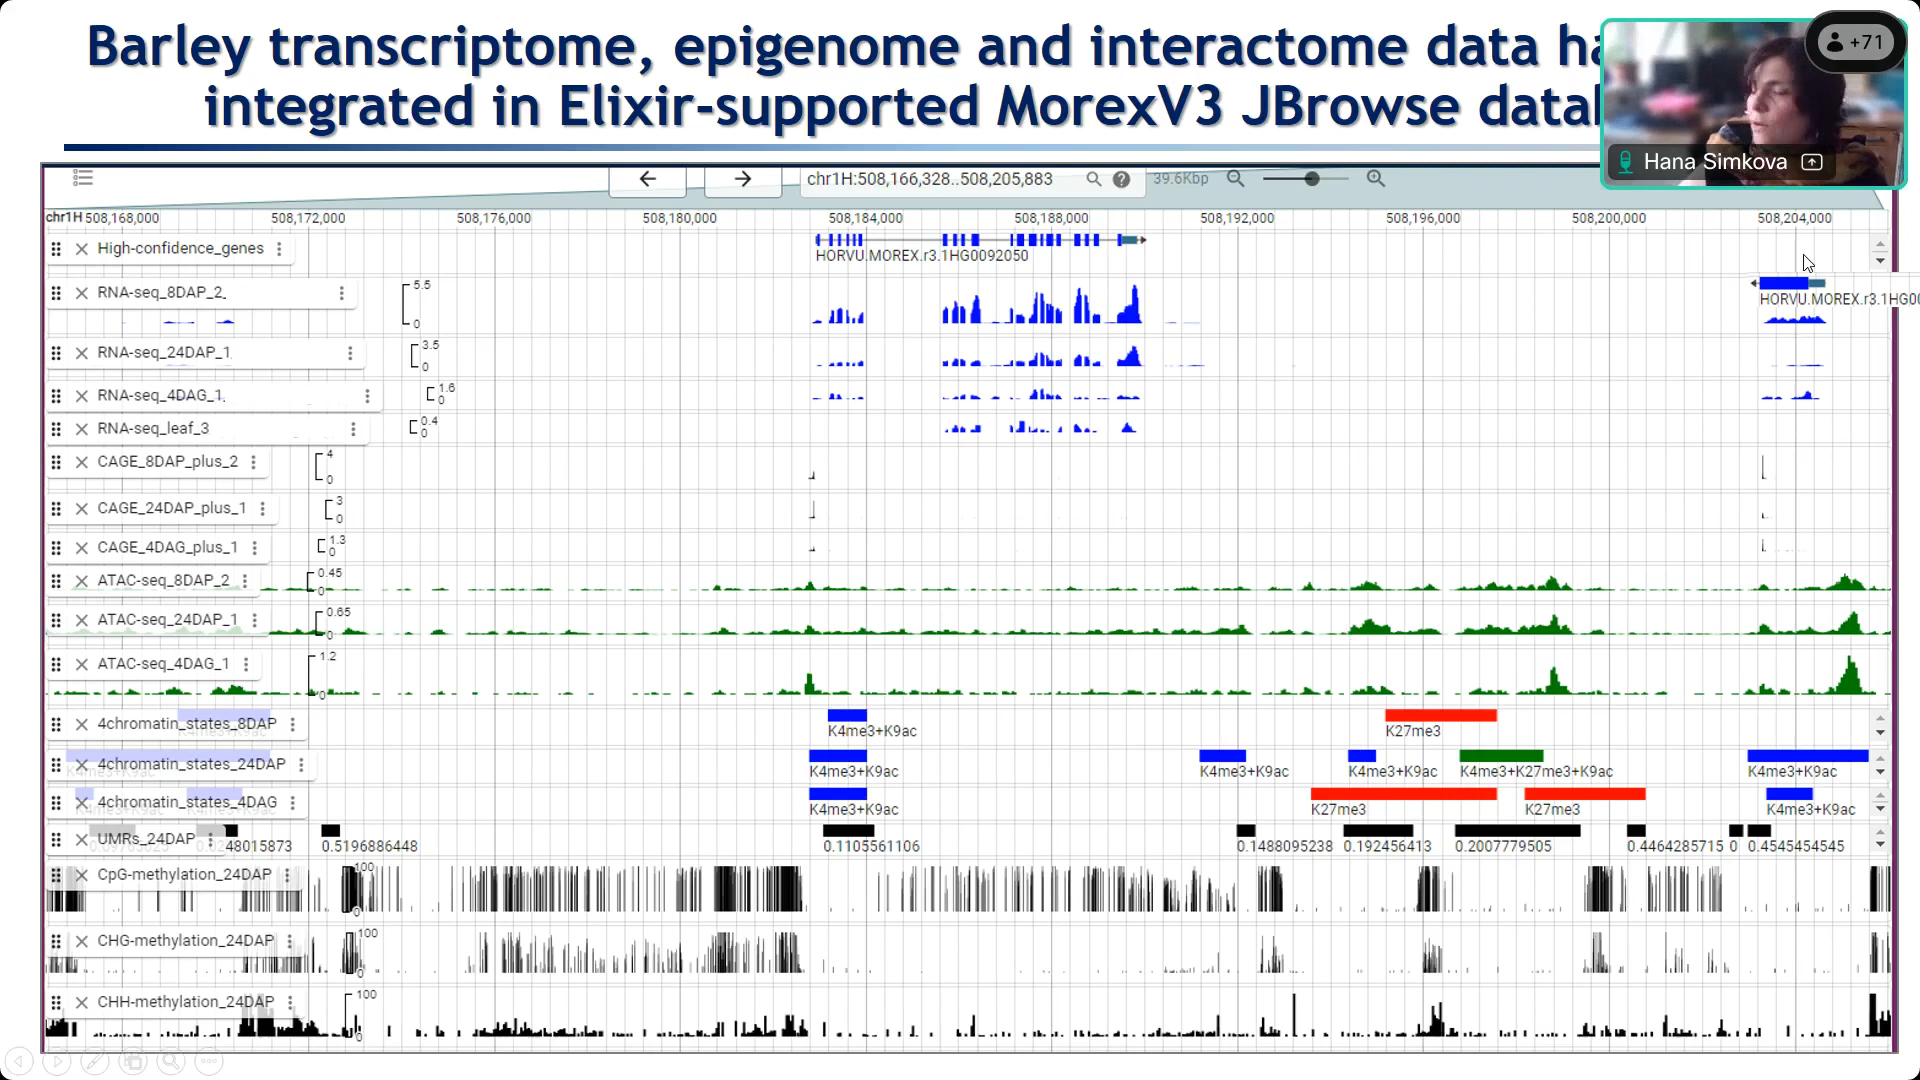 Barley transcriptome, epigenome and interactome data
integrated in Elixir-supported MorexV3 JBrowse
+71
Hana Simkova
chr1H:508,166,328..508,205,883
39.6Kbp
chr1H 508,168,000 508,172,000 508,176,000 508,180,000 508,184,000 508,188,000 508,192,000 508,196,000 508,200,000 508,204,000
High-confidence_genes
HORVU.MOREX.r3.1HG0092050
RNA-seq_8DAP_2
5.5
0
HORVU.MOREX.r3.1HG00
RNA-seq_24DAP_1
3.5
0
RNA-seq_4DAG_1
1.6
0
RNA-seq_leaf_3
0.4
0
CAGE_8DAP_plus_2
4
0
CAGE_24DAP_plus_1
3
0
CAGE_4DAG_plus_1
1.3
0
ATAC-seq_8DAP_2
0.45
0
ATAC-seq_24DAP_1
0.65
0
ATAC-seq_4DAG_1
1.2
0
4chromatin_states_8DAP
K4me3+K9ac K27me3
4chromatin_states_24DAP
K4me3+K9ac K4me3+K9ac K4me3+K9ac K4me3+K27me3+K9ac K4me3+K9ac
4chromatin_states_4DAG
K4me3+K9ac K27me3 K27me3 K4me3+K9ac
UMRs_24DAP
48015873 0.5196886448 0.1105561106 0.1488095238 0.192456413 0.2007779505 0.4464285715 0 0.4545454545
CpG-methylation_24DAP
100
0
CHG-methylation_24DAP
100
0
CHH-methylation_24DAP
100
0